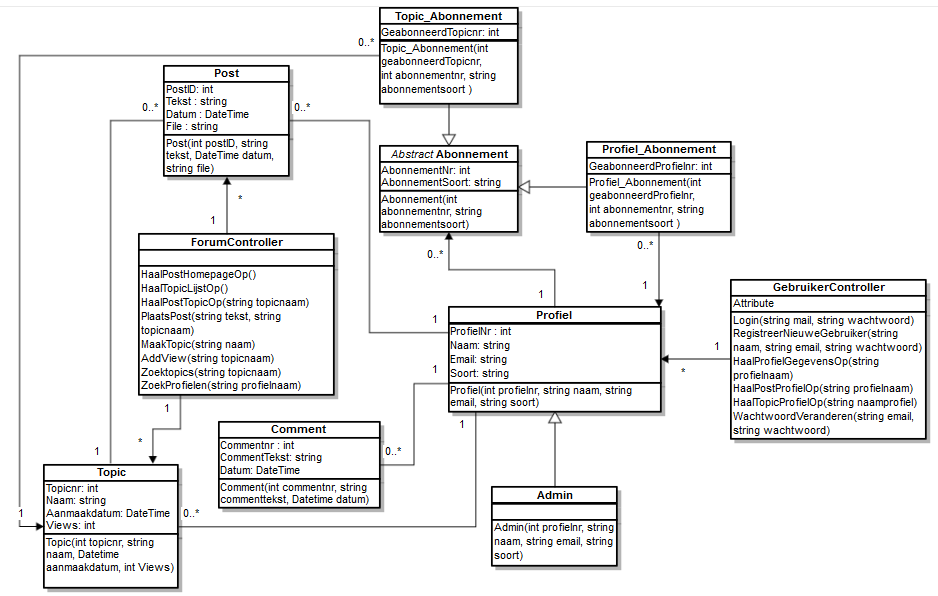 Topic_Abonnement
GeabonneerdTopicnr: int
Topic_Abonnement(int
geabonneerdTopicnr,
int abonnementnr, string
abonnementsoort )
0..*
Post
PostID: int
Tekst : string
Datum : DateTime
File : string
Post(int postID, string
tekst, DateTime datum,
string file)
0..*
0..*
Abstract Abonnement
AbonnementNr: int
AbonnementSoort: string
Abonnement(int
abonnementnr, string
abonnementsoort)
0..*
Profiel_Abonnement
GeabonneerdProfielnr: int
Profiel_Abonnement(int
geabonneerdProfielnr,
int abonnementnr, string
abonnementsoort )
0..*
*
1
ForumController
HaalPostHomepageOp()
HaalTopicLijstOp()
HaalPostTopicOp(string topicnaam)
PlaatsPost(string tekst, string
topicnaam)
MaakTopic(string naam)
AddView(string topicnaam)
Zoektopics(string topicnaam)
ZoekProfielen(string profielnaam)
1
*
1
1
1
1
1
Profiel
ProfielNr : int
Naam: string
Email: string
Soort: string
Profiel(int profielnr, string naam, string
email, string soort)
1
GebruikerController
Attribute
Login(string mail, string wachtwoord)
RegistreerNieuweGebruiker(string
naam, string email, string wachtwoord)
HaalProfielGegevensOp(string
profielnaam)
HaalPostProfielOp(string profielnaam)
HaalTopicProfielOp(string naamprofiel)
WachtwoordVeranderen(string email,
string wachtwoord)
1
*
Comment
Commentnr : int
CommentTekst: string
Datum: DateTime
Comment(int commentnr, string
commenttekst, Datetime datum)
0..*
Topic
Topicnr: int
Naam: string
Aanmaakdatum: DateTime
Views: int
Topic(int topicnr, string
naam, Datetime
aanmaakdatum, int Views)
1
0..*
Admin
Admin(int profielnr, string
naam, string email, string
soort)